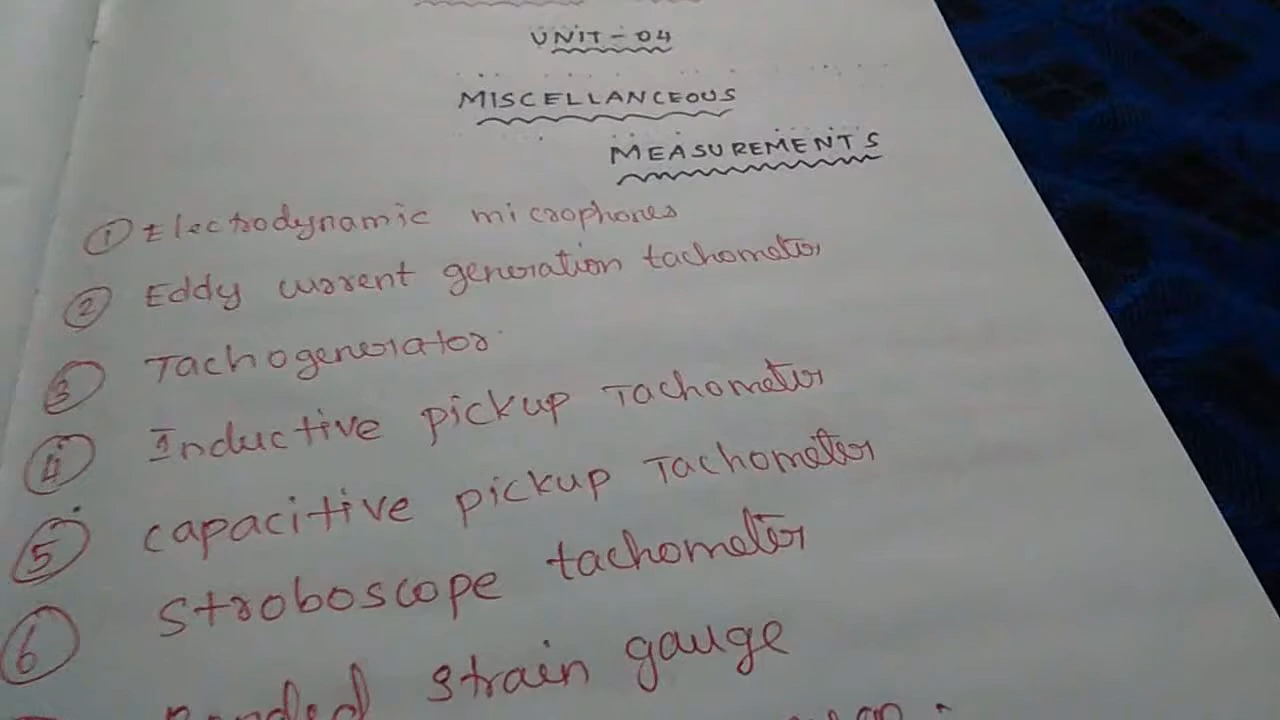 UNIT-04
MISCELLANCEOUS
MEASUREMENTS
1 Electrodynamic microphones
2 Eddy current generation tachometer
3 Tachogenerator
4 Inductive pickup Tachometer
5 capacitive pickup Tachometer
6 Stroboscope tachometer
Bonded strain gauge